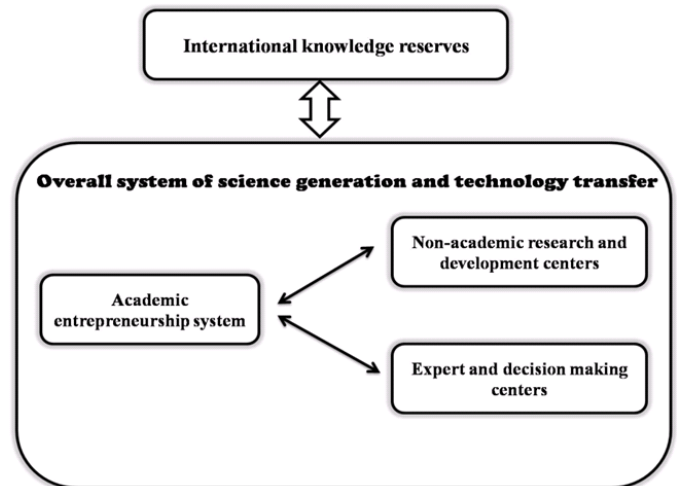 International knowledge reserves
Overall system of science generation and technology transfer
Non-academic research and
development centers
Academic
entrepreneurship system
Expert and decision making
centers